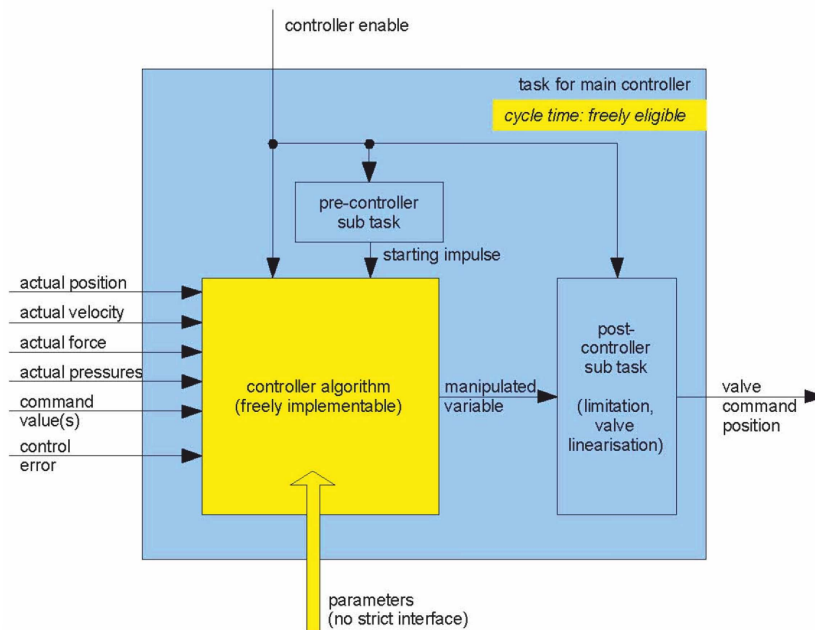 controller enable
task for main controller
cycle time: freely eligible
pre-controller
sub task
starting impulse
actual position
actual velocity
actual force
actual pressures
command
value(s)
control
error
controller algorithm
(freely implementable)
manipulated
variable
post-
controller
sub task
(limitation,
valve
linearisation)
valve
command
position
parameters
(no strict interface)